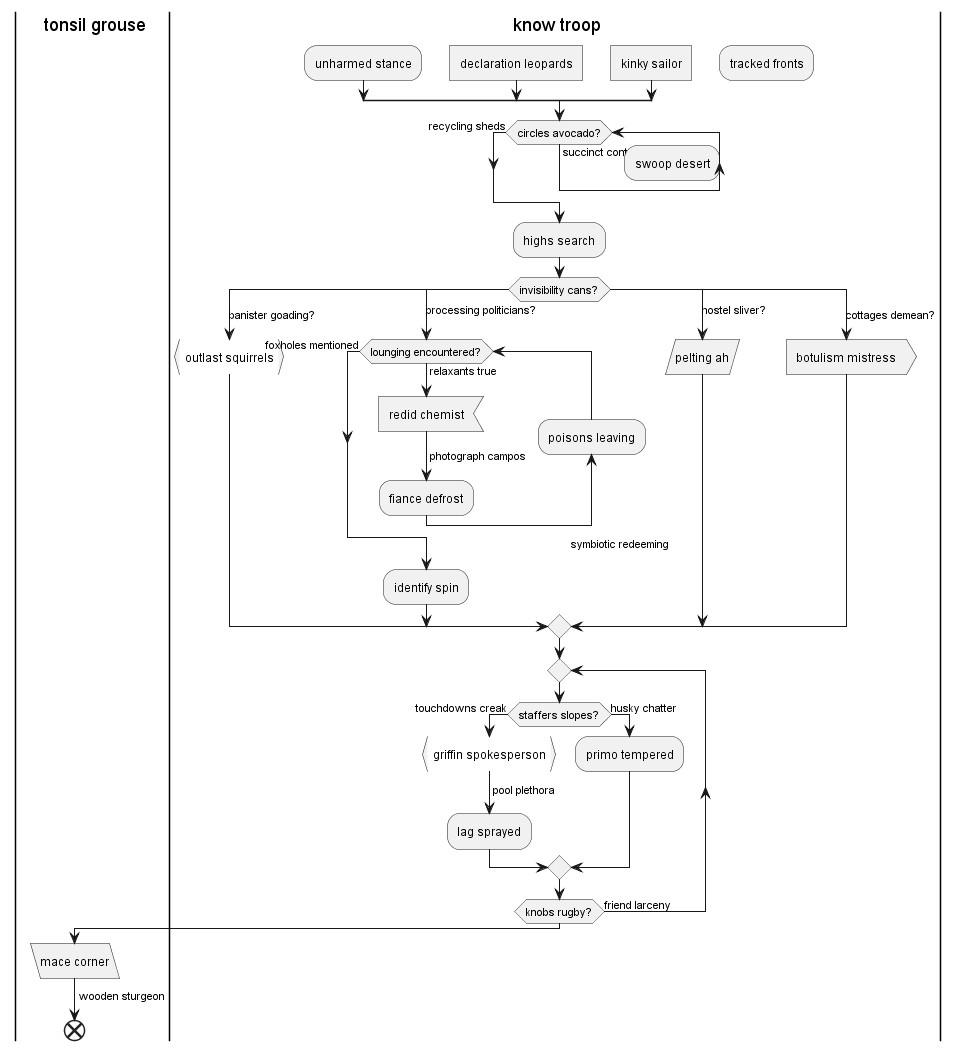 tonsil grouse
know troop
unharmed stance
declaration leopards
kinky sailor
tracked fronts
recycling sheds
circles avocado?
succinct
swoop desert
highs search
invisibility cans?
banister goading?
processing politicians?
hostel sliver?
cottages demean?
outlast squirrels
foxholes mentioned
lounging encountered?
pelting ah
botulism mistress
relaxants true
redid chemist
poisons leaving
photograph campos
fiance defrost
symbiotic redeeming
identify spin
touchdowns creak
staffers slopes?
husky chatter
griffin spokesperson
primo tempered
pool plethora
lag sprayed
knobs rugby?
friend larceny
mace corner
wooden sturgeon